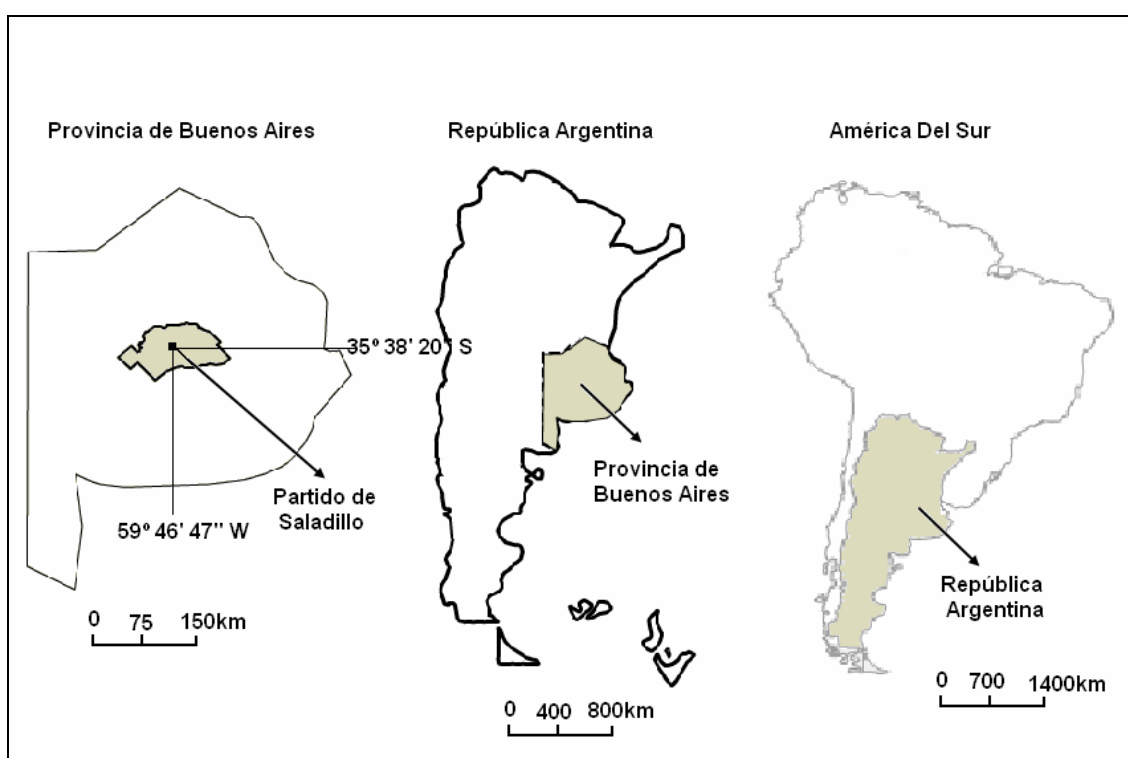 Provincia de Buenos Aires
35º 38' 20 S
Partido de
Saladillo
59º 46' 47'' W
0 75 150km
República Argentina
Provincia de
Buenos Aires
0 400 800km
América Del Sur
República
Argentina
0 700 1400km